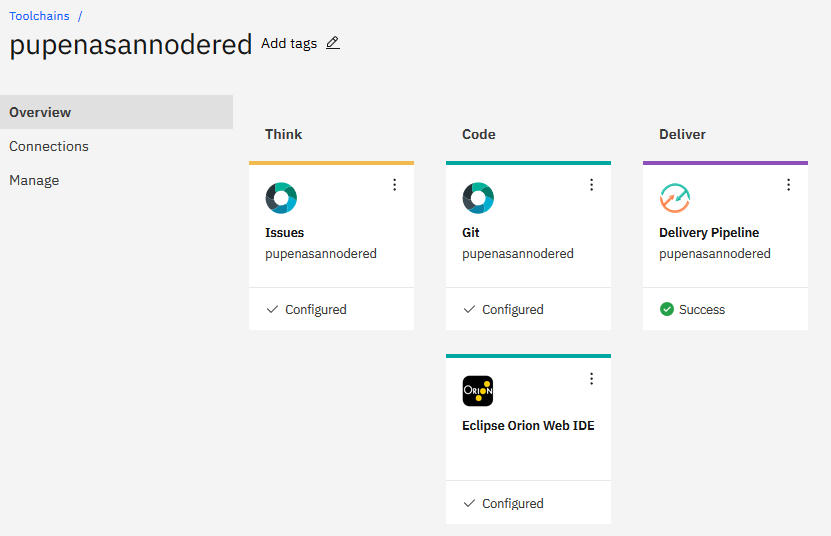 Toolchains /
pupenasannodered Add tags
Overview
Connections
Manage
Think
Issues
pupenasannodered
Configured
Code
Git
pupenasannodered
Configured
ORION
Eclipse Orion Web IDE
Configured
Deliver
Delivery Pipeline
pupenasannodered
Success